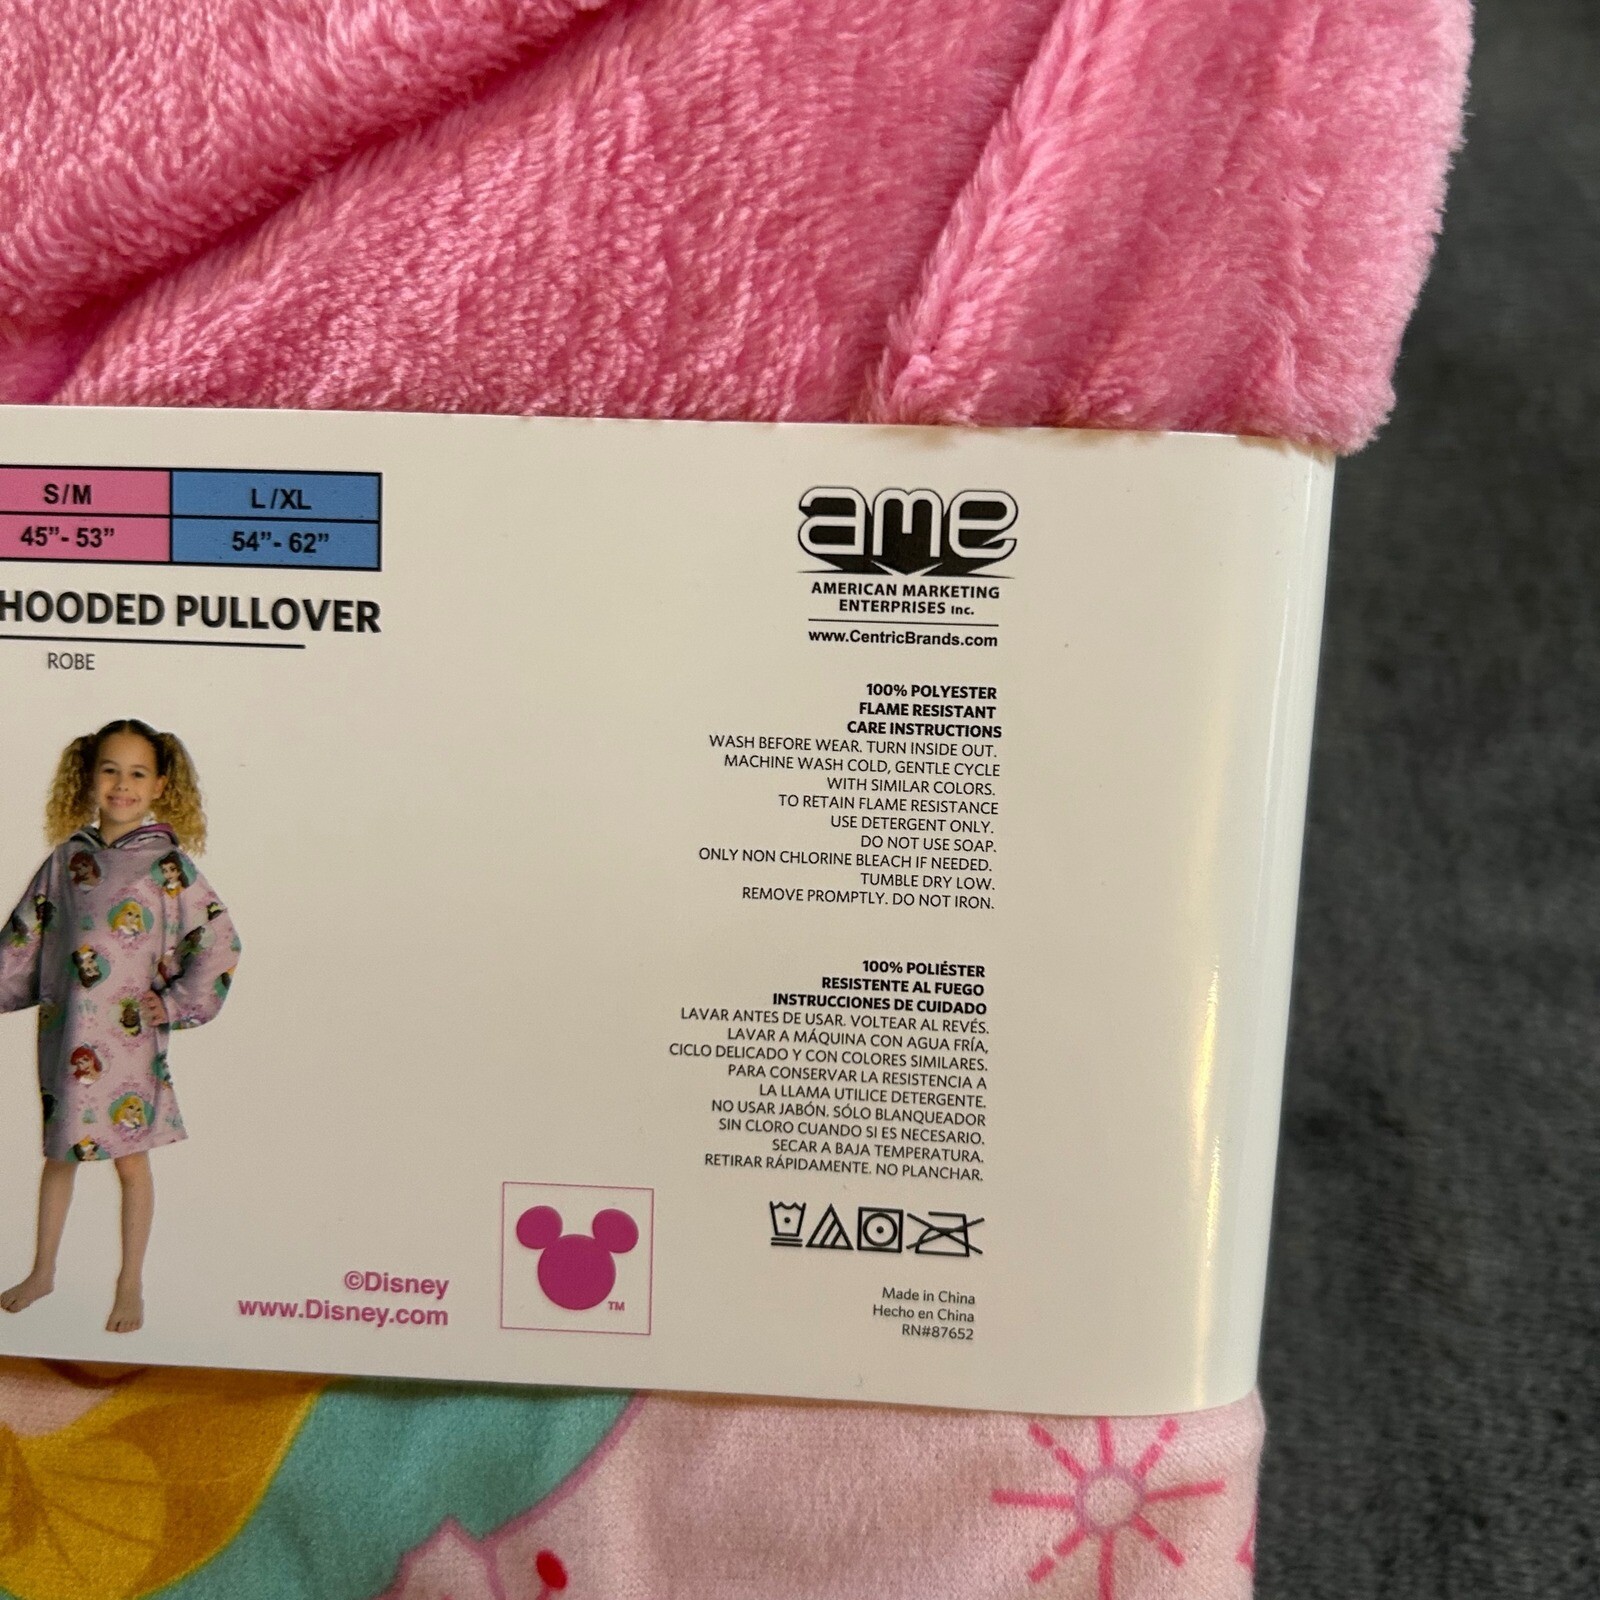 S/M L/XL
45”- 53” 54”- 62”
HOODED PULLOVER
ROBE
©Disney
www.Disney.com
TM
ame
AMERICAN MARKETING
ENTERPRISES Inc.
www.CentricBrands.com
100% POLYESTER
FLAME RESISTANT
CARE INSTRUCTIONS
WASH BEFORE WEAR. TURN INSIDE OUT.
MACHINE WASH COLD, GENTLE CYCLE
WITH SIMILAR COLORS.
TO RETAIN FLAME RESISTANCE
USE DETERGENT ONLY.
DO NOT USE SOAP.
ONLY NON CHLORINE BLEACH IF NEEDED.
TUMBLE DRY LOW.
REMOVE PROMPTLY. DO NOT IRON.
100% POLIÉSTER
RESISTENTE AL FUEGO
INSTRUCCIONES DE CUIDADO
LAVAR ANTES DE USAR. VOLTEAR AL REVÉS.
LAVAR A MÁQUINA CON AGUA FRÍA,
CICLO DELICADO Y CON COLORES SIMILARES.
PARA CONSERVAR LA RESISTENCIA A
LA LLAMA UTILICE DETERGENTE.
NO USAR JABÓN. SÓLO BLANQUEADOR
SIN CLORO CUANDO SI ES NECESARIO.
SECAR A BAJA TEMPERATURA.
RETIRAR RÁPIDAMENTE. NO PLANCHAR.
Made in China
Hecho en China
RN#87652